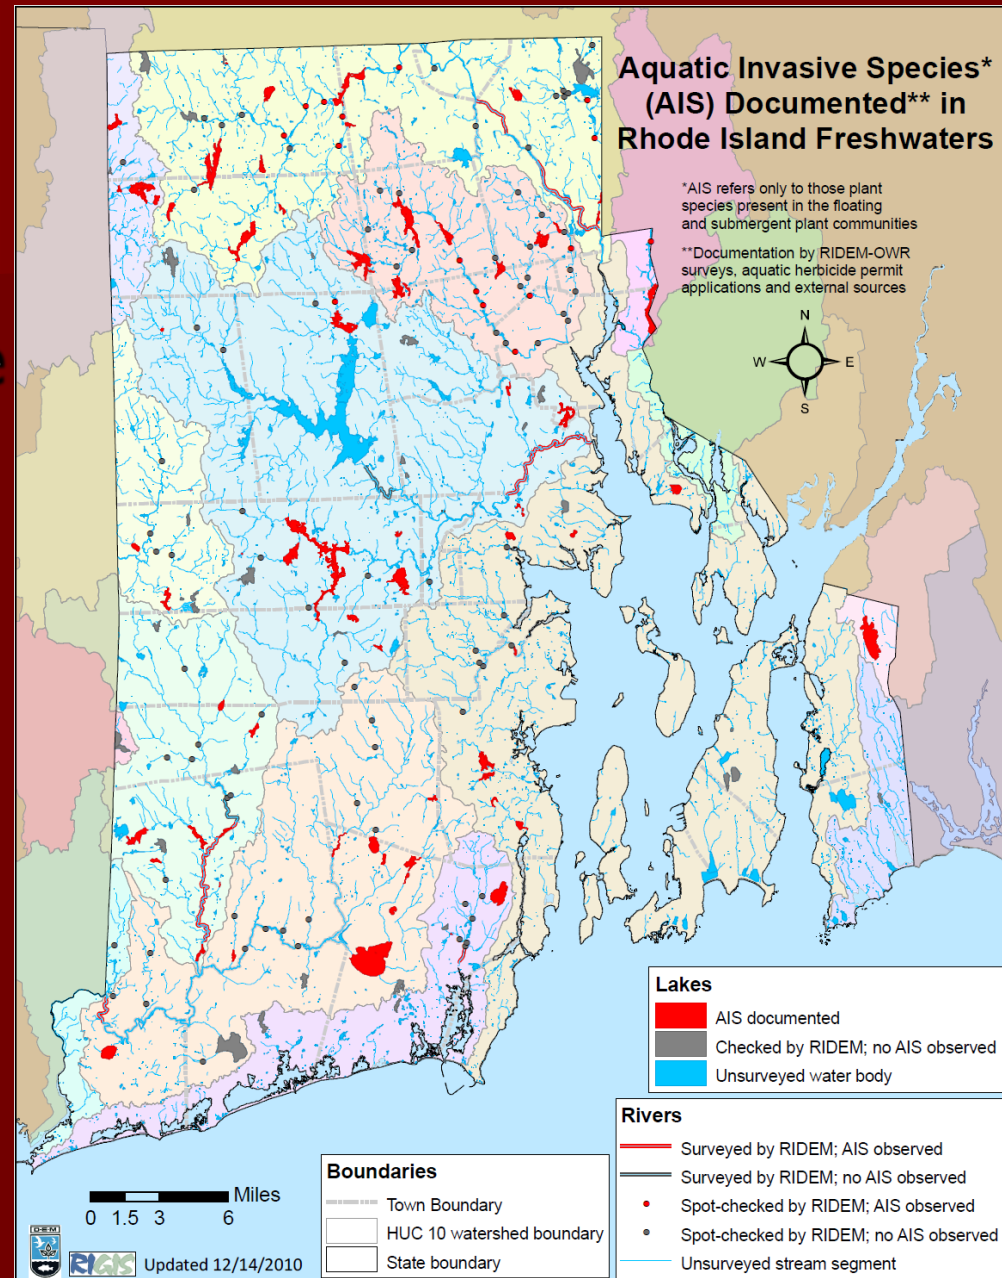 Aquatic Invasive Species*
(AIS) Documented** in
Rhode Island Freshwaters
*AIS refers only to those plant
species present in the floating
and submergent plant communities
**Documentation by RIDEM-OWR
surveys, aquatic herbicide permit
applications and external sources
N
W E
S
Lakes
AIS documented
Checked by RIDEM; no AIS observed
Unsurveyed water body
Rivers
Surveyed by RIDEM; AIS observed
Surveyed by RIDEM; no AIS observed
Spot-checked by RIDEM; AIS observed
Spot-checked by RIDEM; no AIS observed
Unsurveyed stream segment
Boundaries
Town Boundary
HUC 10 watershed boundary
State boundary
Miles
0 1.5 3 6
DEM
RIGIS
Updated 12/14/2010